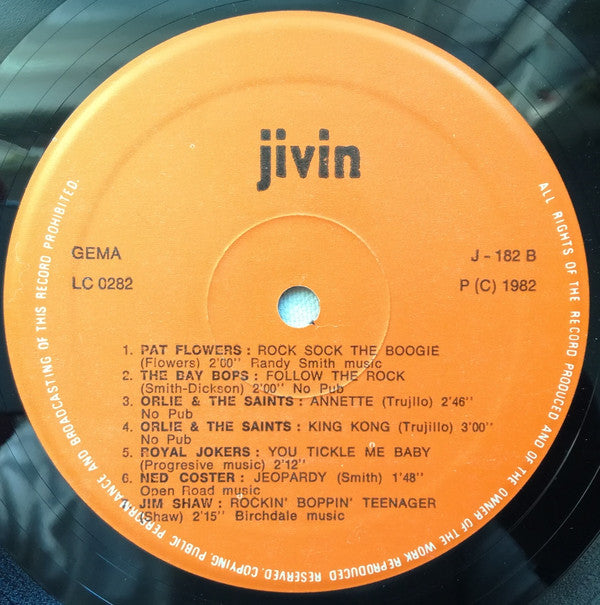 jivin
GEMA
LC 0282
J - 182 B
P (C) 1982
1. PAT FLOWERS : ROCK SOCK THE BOOGIE
(Flowers) 2'00" Randy Smith music
2. THE BAY BOPS : FOLLOW THE ROCK
(Smith-Dickson) 2'00" No Pub
3. ORLIE & THE SAINTS : ANNETTE (Trujillo) 2'46"
No Pub
4. ORLIE & THE SAINTS : KING KONG (Trujillo) 3'00"
No Pub
5. ROYAL JOKERS : YOU TICKLE ME BABY
(Progresive music) 2'12"
6. NED COSTER : JEOPARDY (Smith) 1'48"
Open Road music
JIM SHAW : ROCKIN' BOPPIN' TEENAGER
(Shaw) 2'15" Birchdale music
ALL RIGHTS OF THE RECORD PRODUCED AND OF THE OWNER OF THE WORK REPRODUCED RESERVED. COPYING, PUBLIC PERFORMANCE AND BROADCASTING OF THIS RECORD PROHIBITED.